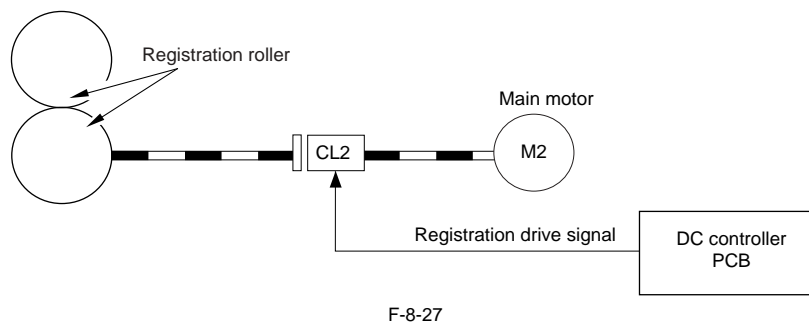 Registration roller
Main motor
CL2
M2
Registration drive signal
DC controller
PCB
F-8-27